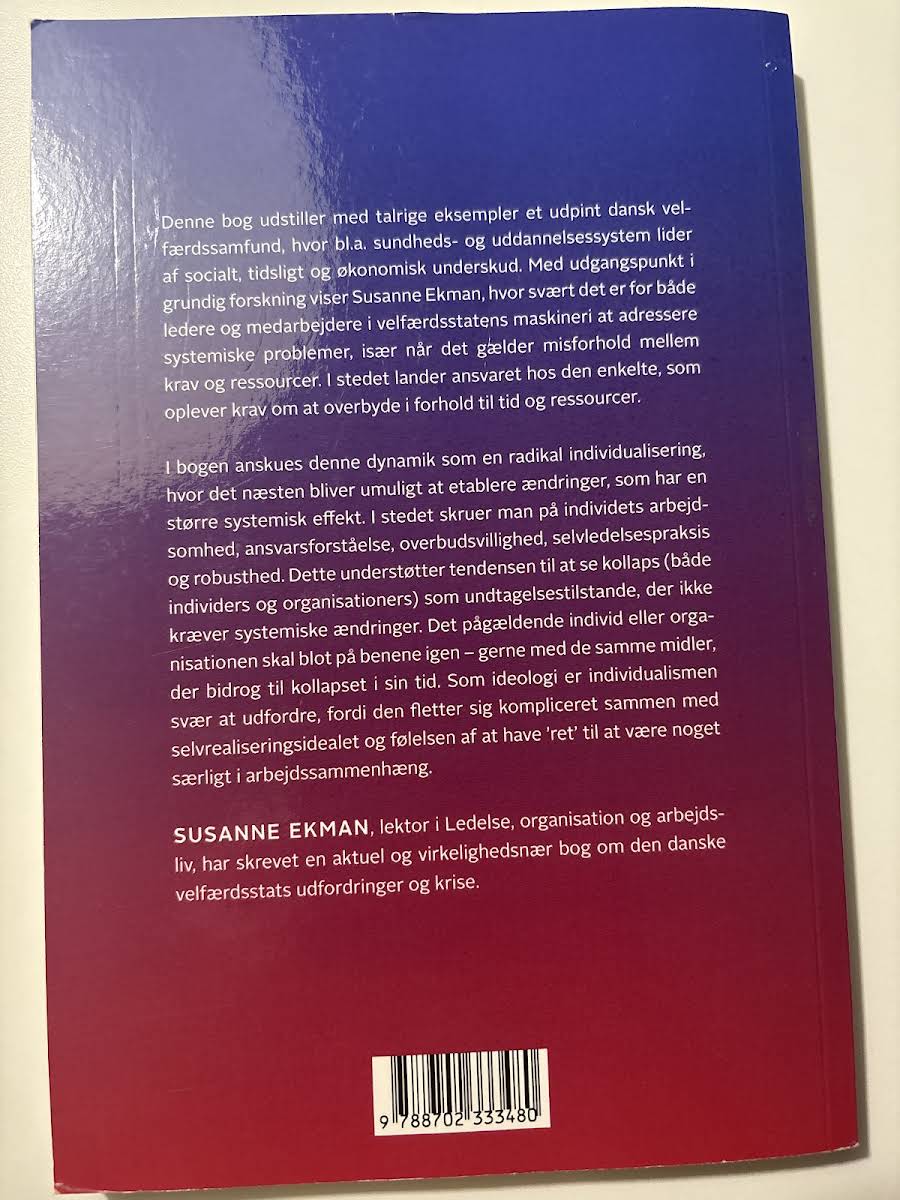 Denne bog udstiller med talrige eksempler et udpint dansk vel-
færdssamfund, hvor bl.a. sundheds- og uddannelsessystem lider
af socialt, tidsligt og økonomisk underskud. Med udgangspunkt i
grundig forskning viser Susanne Ekman, hvor svært det er for både
ledere og medarbejdere i velfærdsstatens maskineri at adressere
systemiske problemer, især når det gælder misforhold mellem
krav og ressourcer. I stedet lander ansvaret hos den enkelte, som
oplever krav om at overbyde i forhold til tid og ressourcer.
I bogen anskues denne dynamik som en radikal individualisering,
hvor det næsten bliver umuligt at etablere ændringer, som har en
større systemisk effekt. I stedet skruer man på individets arbejd-
somhed, ansvarsforståelse, overbudsvillighed, selvledelsespraksis
og robusthed. Dette understøtter tendensen til at se kollaps (både
individers og organisationers) som undtagelsestilstande, der ikke
kræver systemiske ændringer. Det pågældende individ eller orga-
nisationen skal blot på benene igen – gerne med de samme midler,
der bidrog til kollapset i sin tid. Som ideologi er individualismen
svær at udfordre, fordi den fletter sig kompliceret sammen med
selvrealiseringsidealet og følelsen af at have 'ret' til at være noget
særligt i arbejdssammenhæng.
SUSANNE EKMAN, lektor i Ledelse, organisation og arbejds-
liv, har skrevet en aktuel og virkelighedsnær bog om den danske
velfærdsstats udfordringer og krise.
9 788702 333480